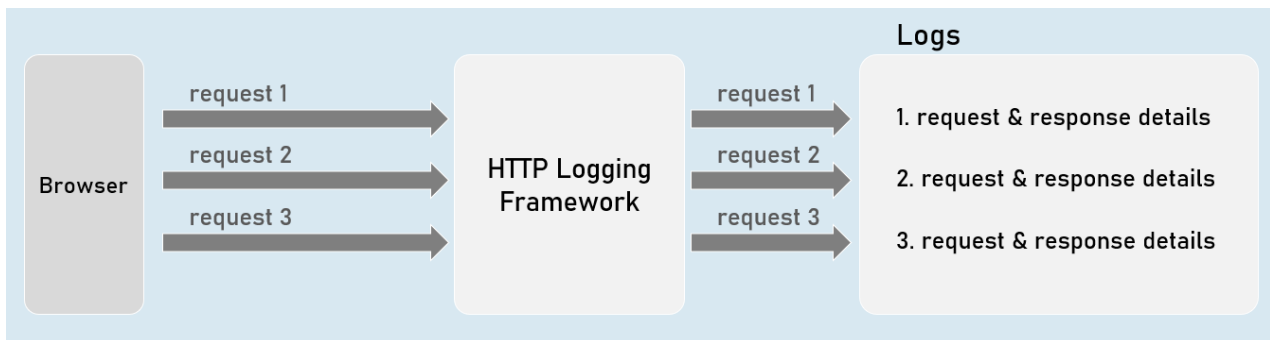 Logs
Browser
request 1
request 2
request 3
HTTP Logging
Framework
request 1
request 2
request 3
1. request & response details
2. request & response details
3. request & response details